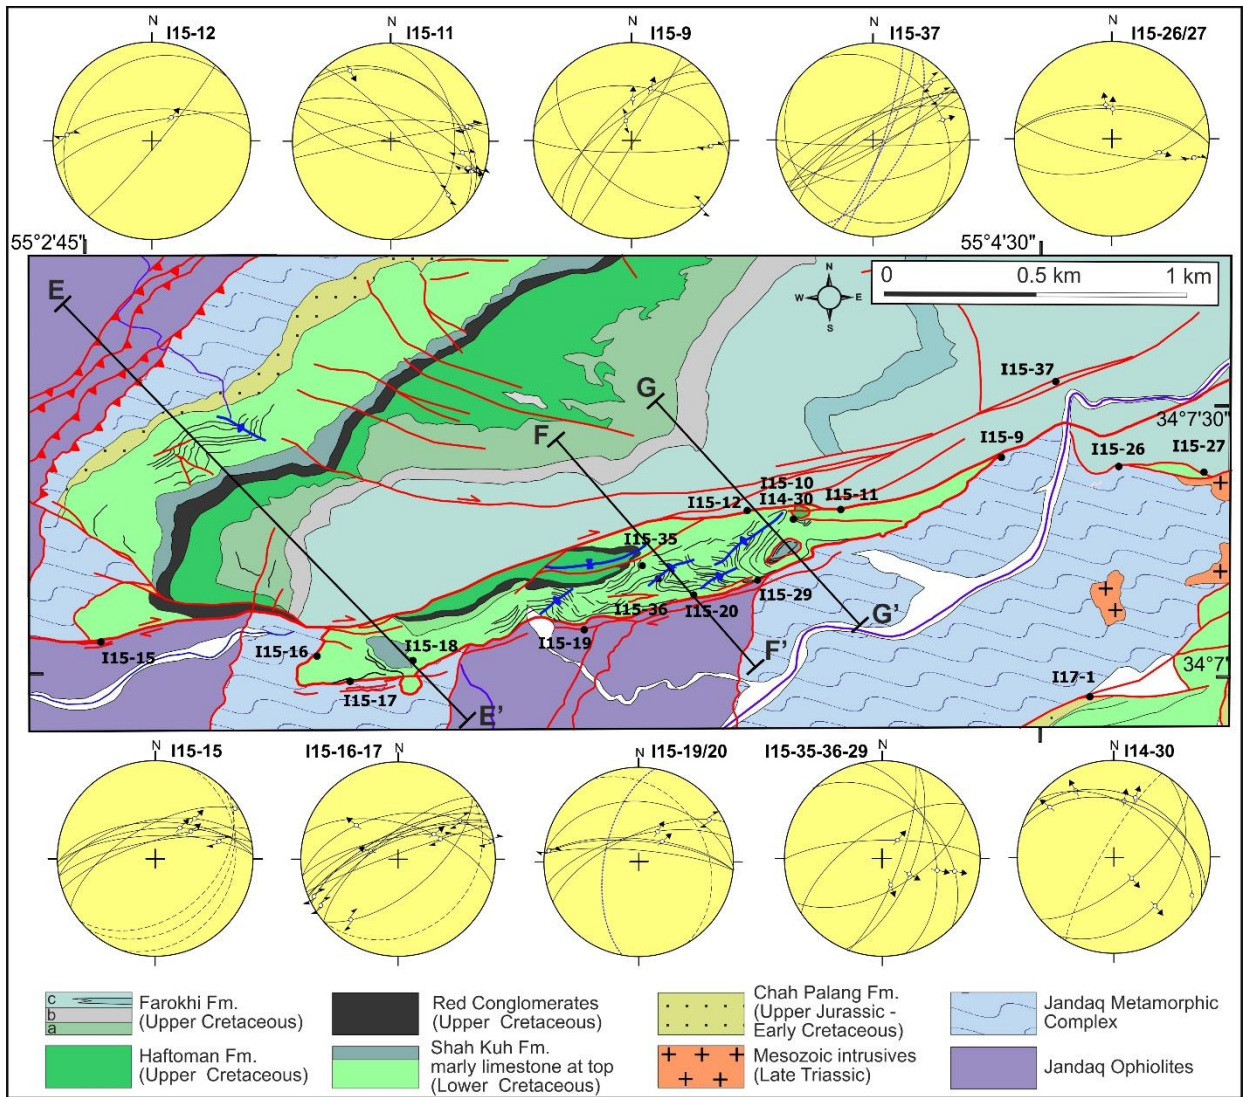 N
I15-12
N
I15-11
N
I15-9
N
I15-37
N
I15-26/27
55°2'45"
55°4'30"
0
0.5 km
1 km
N
W
E
S
E
G
F
I15-37
34°7'30"
I15-9
I15-26
I15-27
I15-10
I15-12
I14-30
I15-11
I15-35
I15-36
I15-20
I15-29
G'
F'
I15-19
I15-15
I15-16
I15-18
I15-17
E'
34°7'
I17-1
N
I15-15
I15-16-17
N
N
I15-19/20
I15-35-36-29
N
N
I14-30
c
b
a
Farokhi Fm.
(Upper Cretaceous)
Red Conglomerates
(Upper Cretaceous)
Chah Palang Fm.
(Upper Jurassic -
Early Cretaceous)
Jandaq Metamorphic
Complex
Haftoman Fm.
(Upper Cretaceous)
Shah Kuh Fm.
marly limestone at top
(Lower Cretaceous)
Mesozoic intrusives
(Late Triassic)
Jandaq Ophiolites